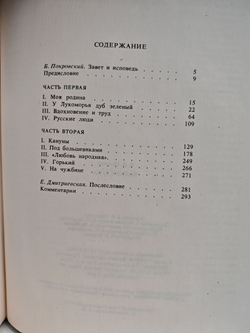 СОДЕРЖАНИЕ
Б. Покровский. Завет и исповедь . . . . . 5
Предисловие . . . . . 9
ЧАСТЬ ПЕРВАЯ
I. Моя родина . . . . . 15
II. У Лукоморья дуб зеленый . . . . . 22
III. Вдохновение и труд . . . . . 64
IV. Русские люди . . . . . 109
ЧАСТЬ ВТОРАЯ
I. Кануны . . . . . 129
II. Под большевиками . . . . . 178
III. «Любовь народная» . . . . . 249
IV. Горький . . . . . 266
V. На чужбине . . . . . 271
Е. Дмитриевская. Послесловие . . . . . 281
Комментарии . . . . . 293